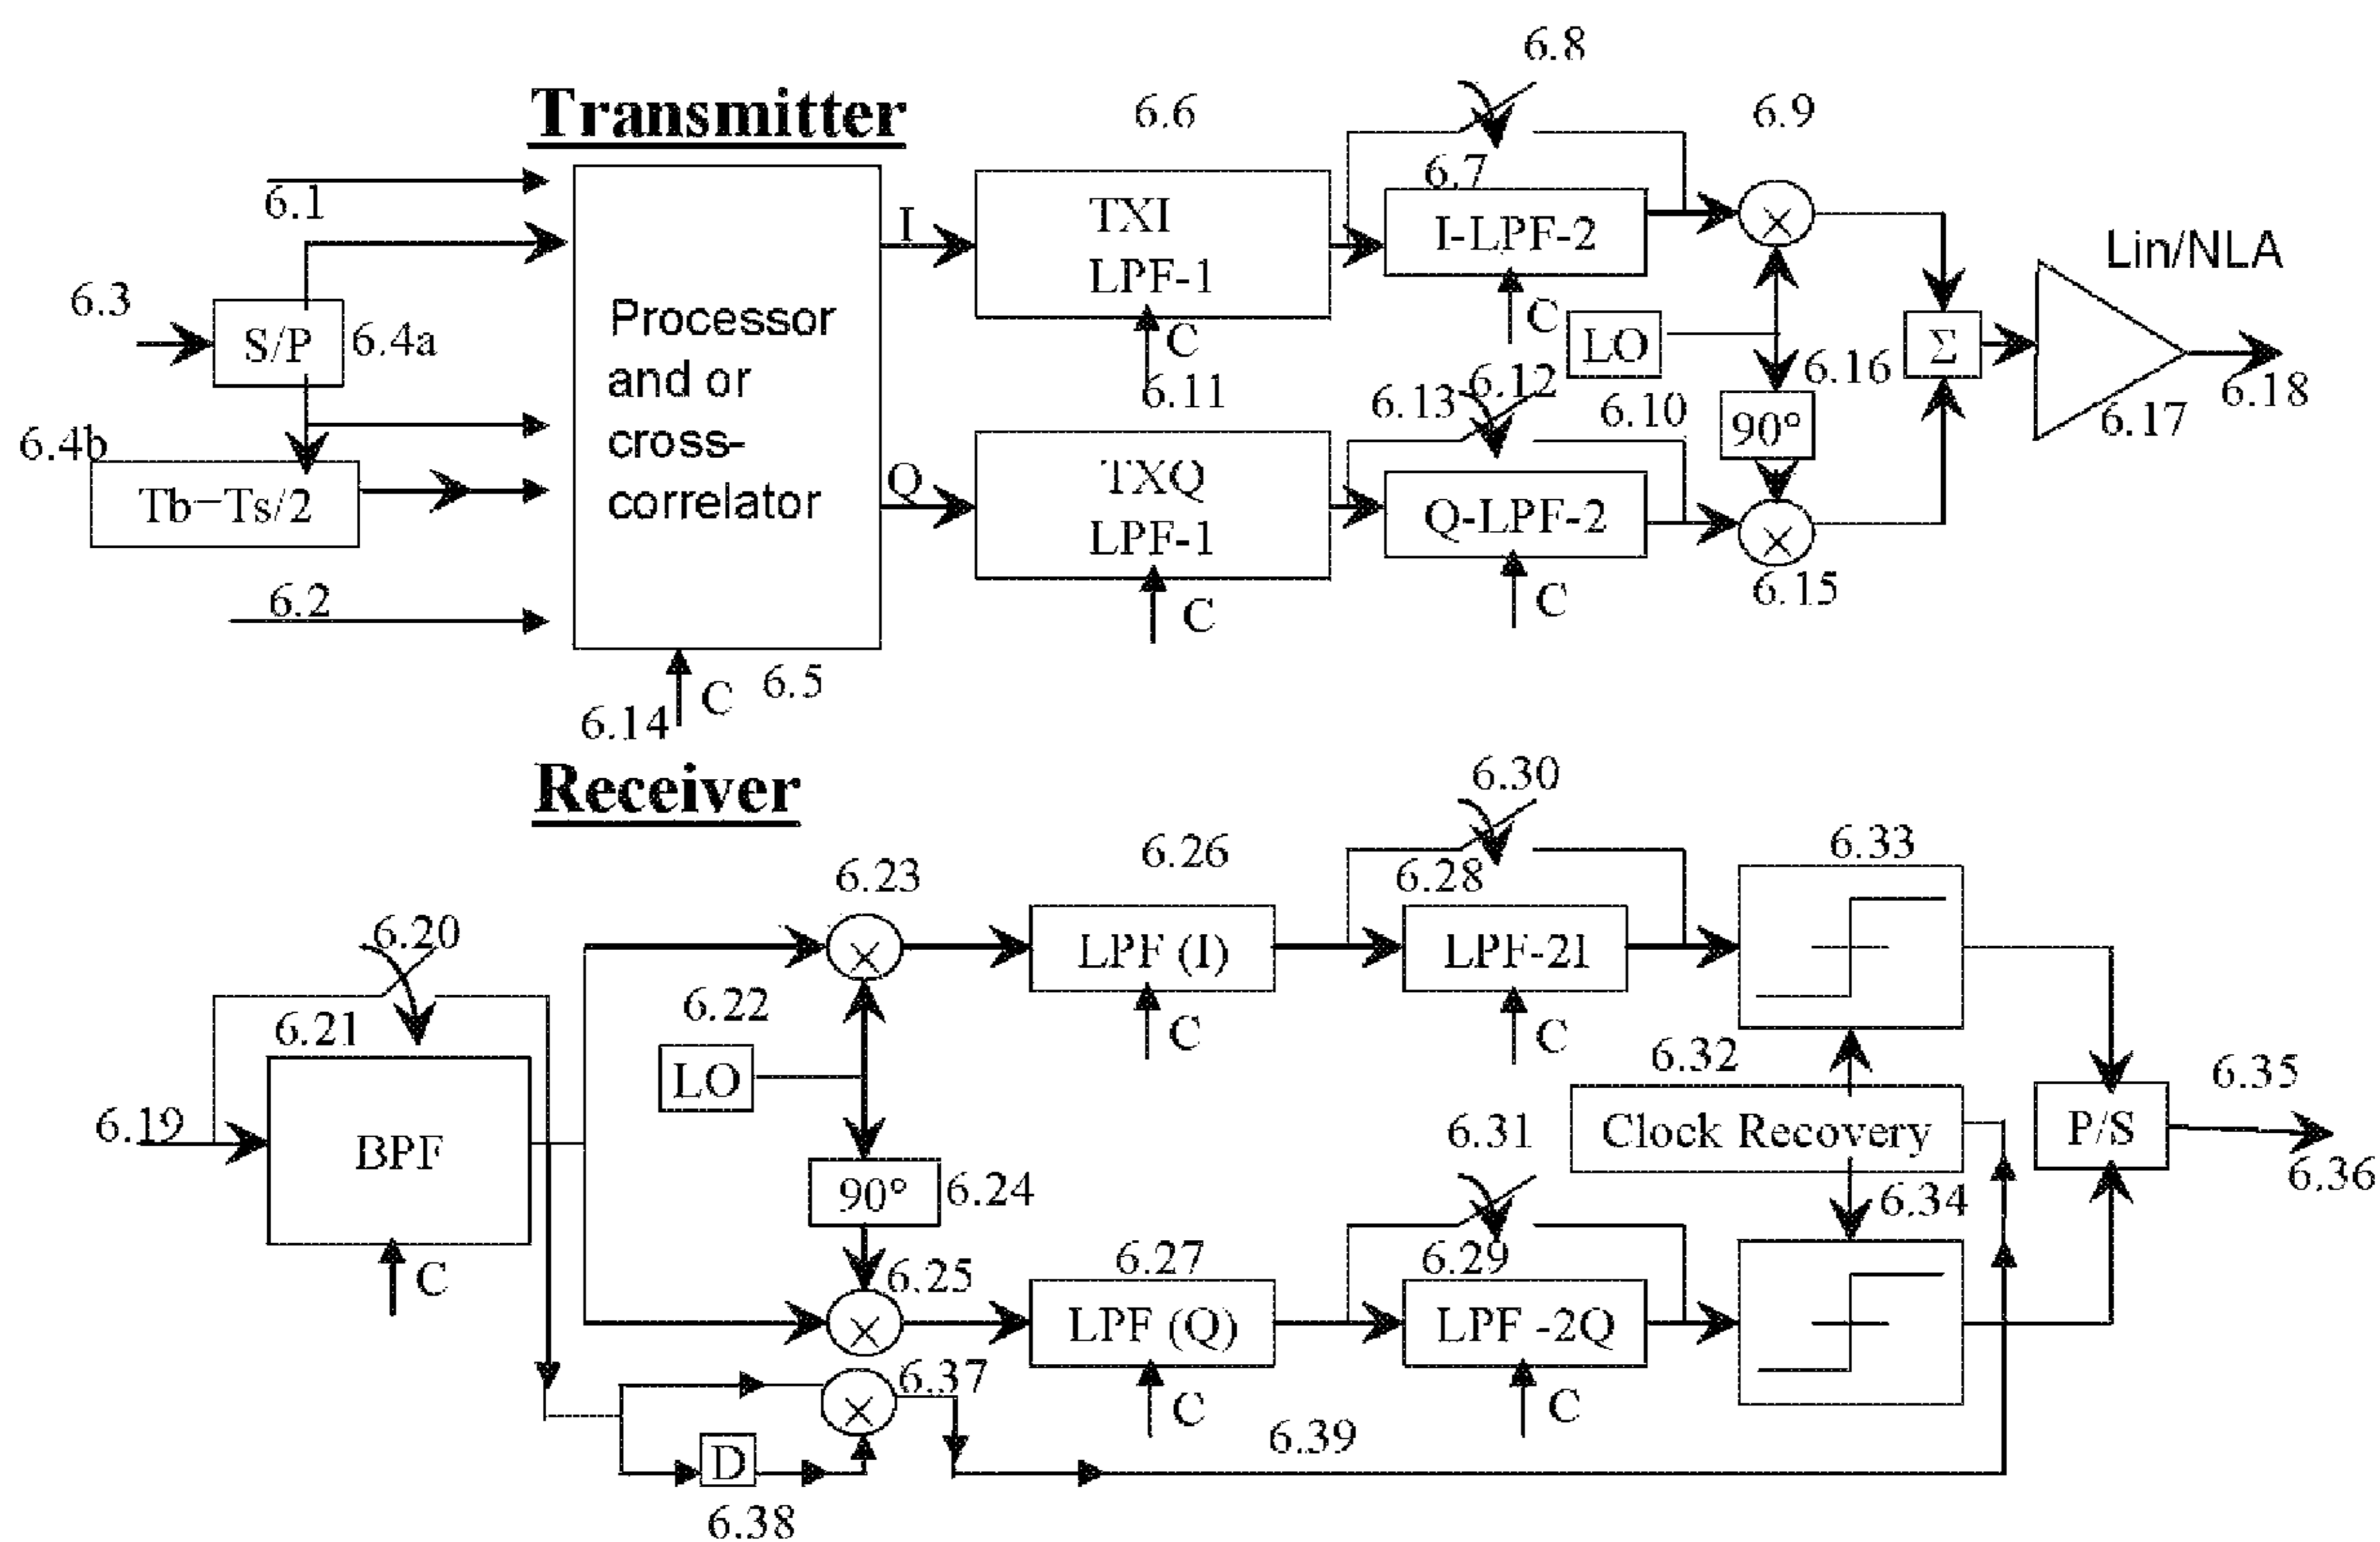 Transmitter
6.1
6.3
S/P
6.4a
6.4b
Tb−Ts/2
6.2
Processor
and or
cross-
correlator
C
6.5
6.14
I
Q
6.6
TXI
LPF-1
C
6.11
TXQ
LPF-1
C
6.8
6.7
I-LPF-2
C
6.12
6.13
Q-LPF-2
C
6.9
×
LO
6.10
90°
×
6.15
6.16
Σ
Lin/NLA
6.17
6.18
Receiver
6.19
6.20
6.21
BPF
C
6.22
LO
6.23
×
90°
6.24
6.25
×
6.26
LPF (I)
C
6.27
LPF (Q)
C
6.30
6.28
LPF-2I
C
6.31
6.29
LPF -2Q
C
6.33
6.32
Clock Recovery
6.34
P/S
6.35
6.36
6.37
×
D
6.38
6.39